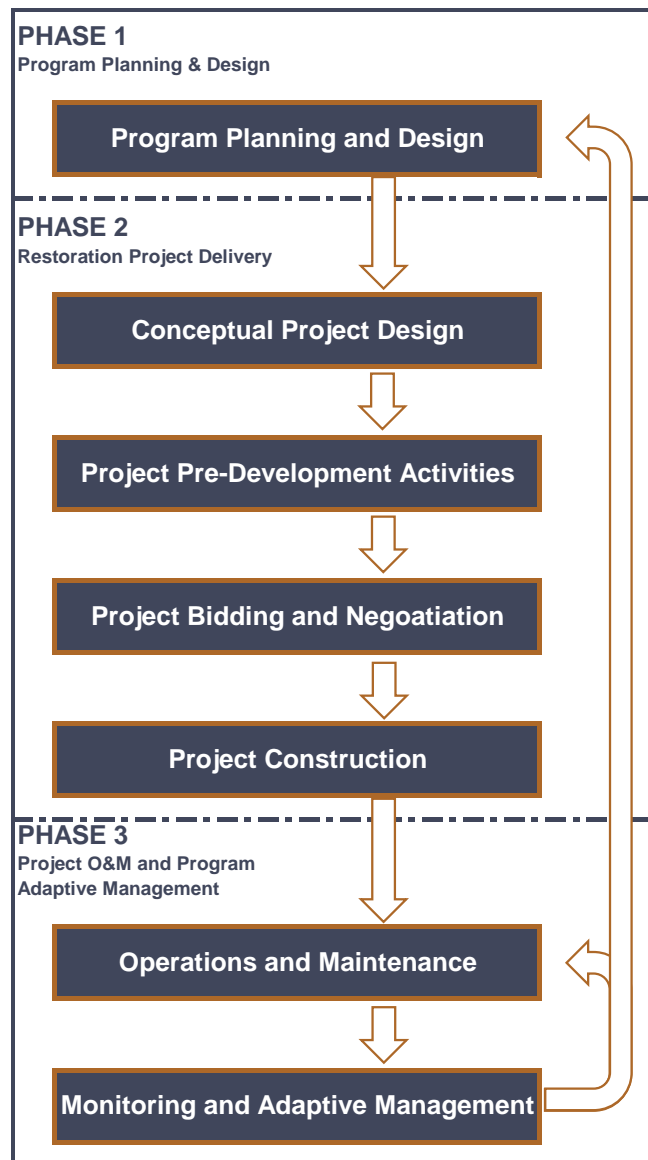 PHASE 1
Program Planning & Design
Program Planning and Design
PHASE 2
Restoration Project Delivery
Conceptual Project Design
Project Pre-Development Activities
Project Bidding and Negoatiation
Project Construction
PHASE 3
Project O&M and Program
Adaptive Management
Operations and Maintenance
Monitoring and Adaptive Management